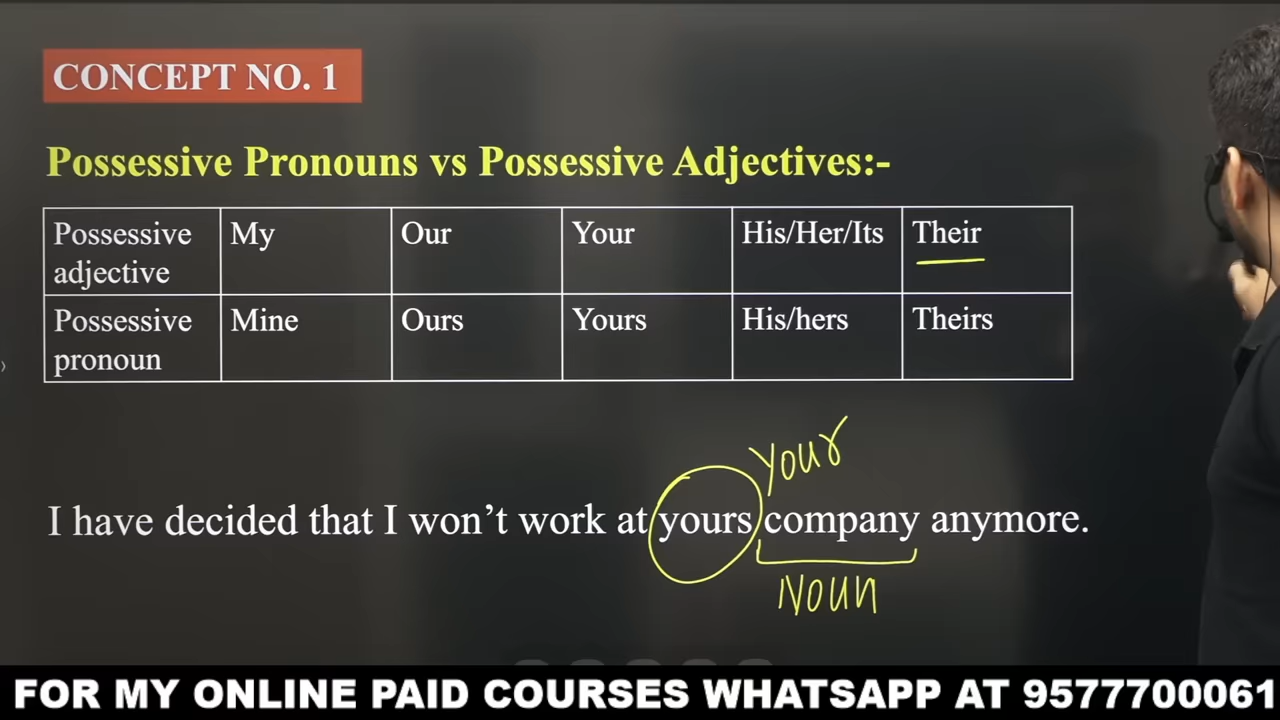 CONCEPT NO. 1
Possessive Pronouns vs Possessive Adjectives:-
Possessive adjective My Our Your His/Her/Its Their
Possessive pronoun Mine Ours Yours His/hers Theirs
Your
I have decided that I won’t work at yours company anymore.
Noun
FOR MY ONLINE PAID COURSES WHATSAPP AT 9577700061